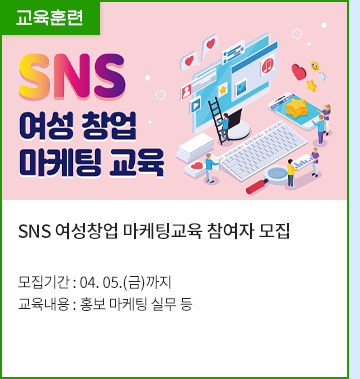 교육훈련
SNS
여성 창업
마케팅 교육
SNS 여성창업 마케팅교육 참여자 모집
모집기간 : 04. 05.(금)까지
교육내용 : 홍보 마케팅 실무 등